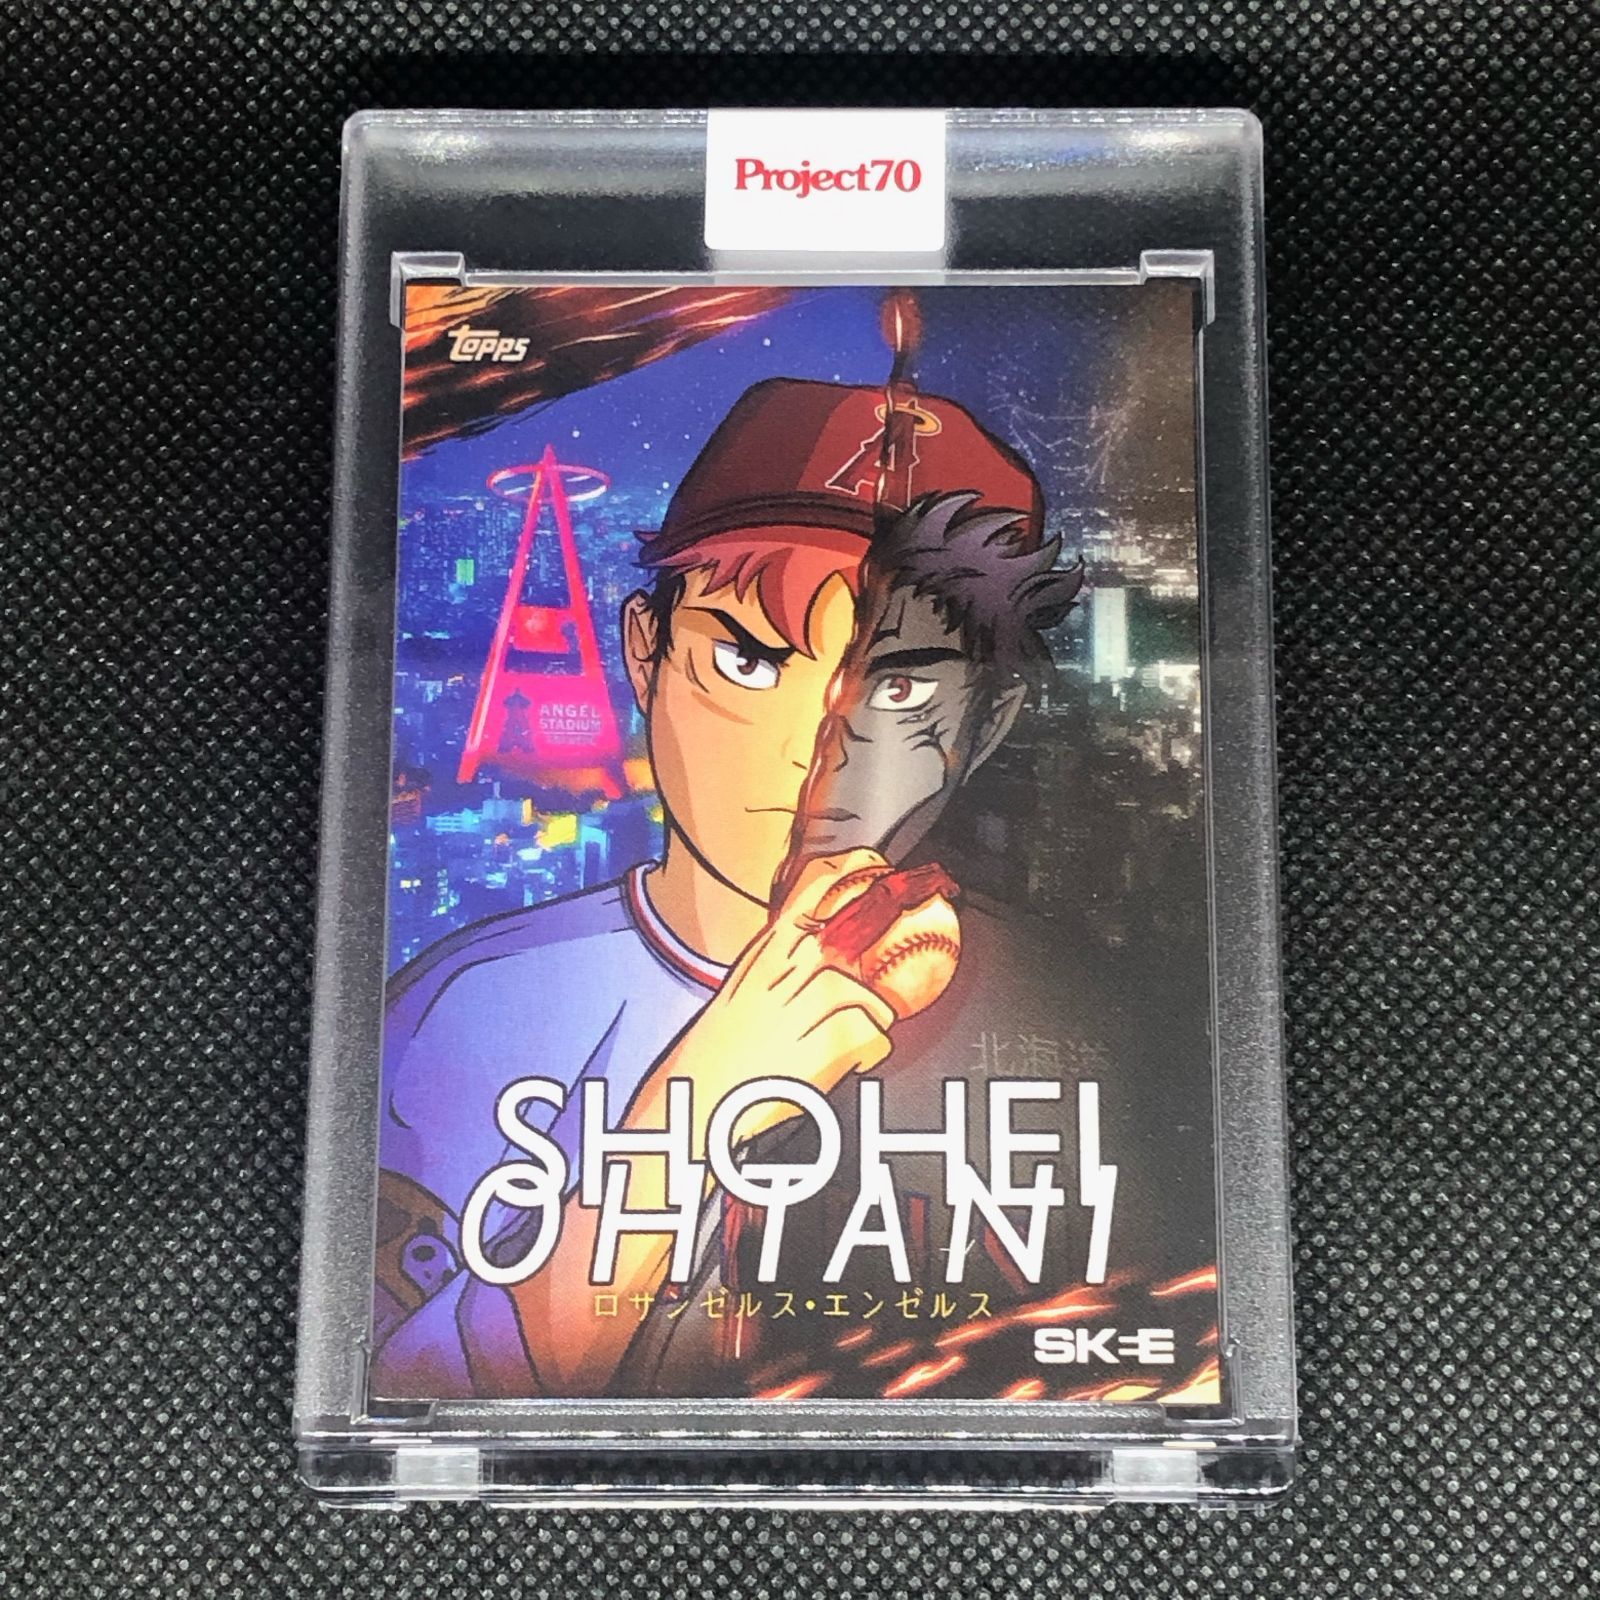 Project70
topps
ANGEL
STADIUM
北海道
SHOHEI
OHTANI
ロサンゼルス・エンゼルス
SK=E